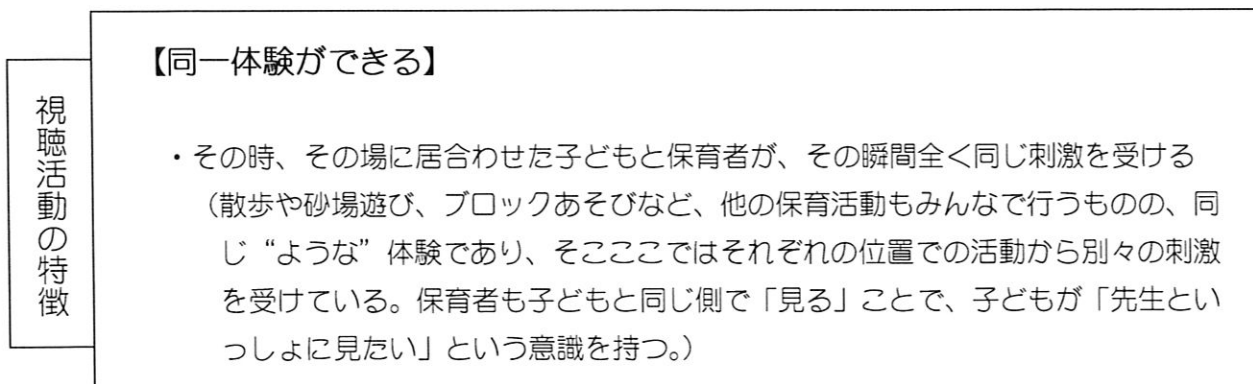 視聴活動の特徴
【同一体験ができる】
・その時、その場に居合わせた子どもと保育者が、その瞬間全く同じ刺激を受ける
（散歩や砂場遊び、ブロックあそびなど、他の保育活動もみんなで行うものの、同
じ“ような”体験であり、そこここではそれぞれの位置での活動から別々の刺激
を受けている。保育者も子どもと同じ側で「見る」ことで、子どもが「先生とい
っしょに見たい」という意識を持つ。）